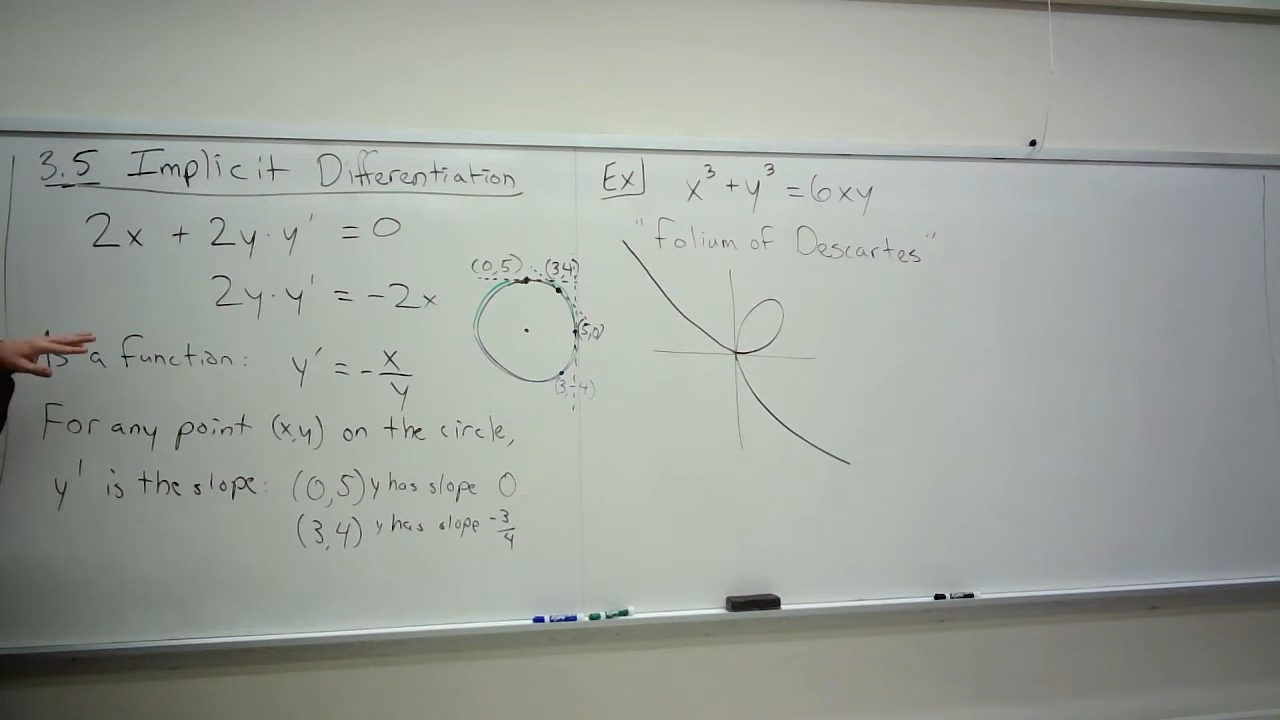 3.5 Implicit Differentiation
2x + 2y·y' = 0
2y·y' = -2x
As a function: y' = -x/y
For any point (x,y) on the circle,
y' is the slope: (0,5) y has slope 0
(3,4) y has slope -3/4
(0,5) (3,4)
(5,0)
(3,-4)
Ex] x³ + y³ = 6xy
"Folium of Descartes"